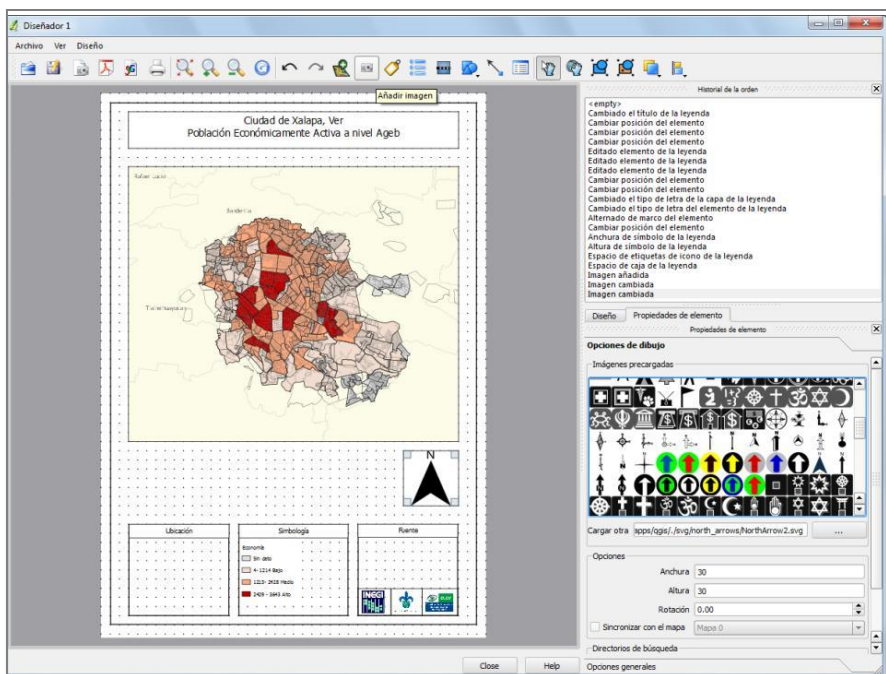 Diseñador 1
Archivo Ver Diseño
Añadir imagen
Ciudad de Xalapa, Ver
Población Económicamente Activa a nivel Ageb
N
Ubicación
Simbología
Fuente
Economía
Sin dato
4- 1214 Bajo
1213- 2428 Medio
2429 - 3643 Alto
INEGI
Close
Help
Historial de la orden
<empty>
Cambiado el título de la leyenda
Cambiar posición del elemento
Cambiar posición del elemento
Cambiar posición del elemento
Editado elemento de la leyenda
Editado elemento de la leyenda
Editado elemento de la leyenda
Cambiar posición del elemento
Cambiar posición del elemento
Cambiado el tipo de letra de la capa de la leyenda
Cambiado el tipo de letra del elemento de la leyenda
Alternado de marco del elemento
Cambiar posición del elemento
Anchura de símbolo de la leyenda
Altura de símbolo de la leyenda
Espacio de etiquetas de icono de la leyenda
Espacio de caja de la leyenda
Imagen añadida
Imagen cambiada
Imagen cambiada
Diseño
Propiedades de elemento
Propiedades de elemento
Opciones de dibujo
Imágenes precargadas
Cargar otra apps/qgis/./svg/north_arrows/NorthArrow2.svg ...
Opciones
Anchura 30
Altura 30
Rotación 0.00
Sincronizar con el mapa Mapa 0
Directorios de búsqueda
Opciones generales